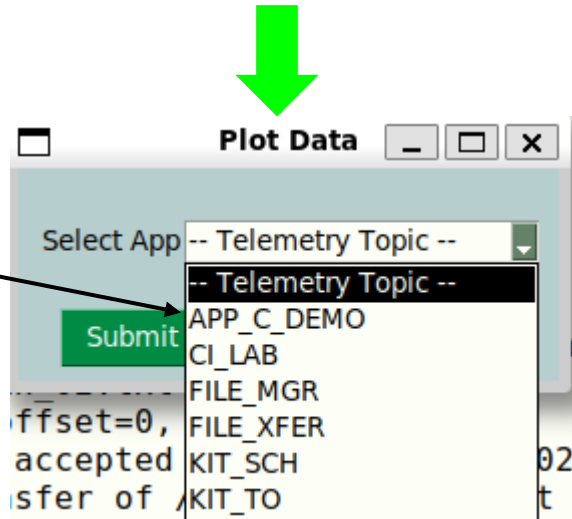 Plot Data
Select App -- Telemetry Topic --
-- Telemetry Topic --
APP_C_DEMO
Submit
CI_LAB
FILE_MGR
ffset=0,
FILE_XFER
accepted KIT_SCH 02
sfer of / KIT_TO t